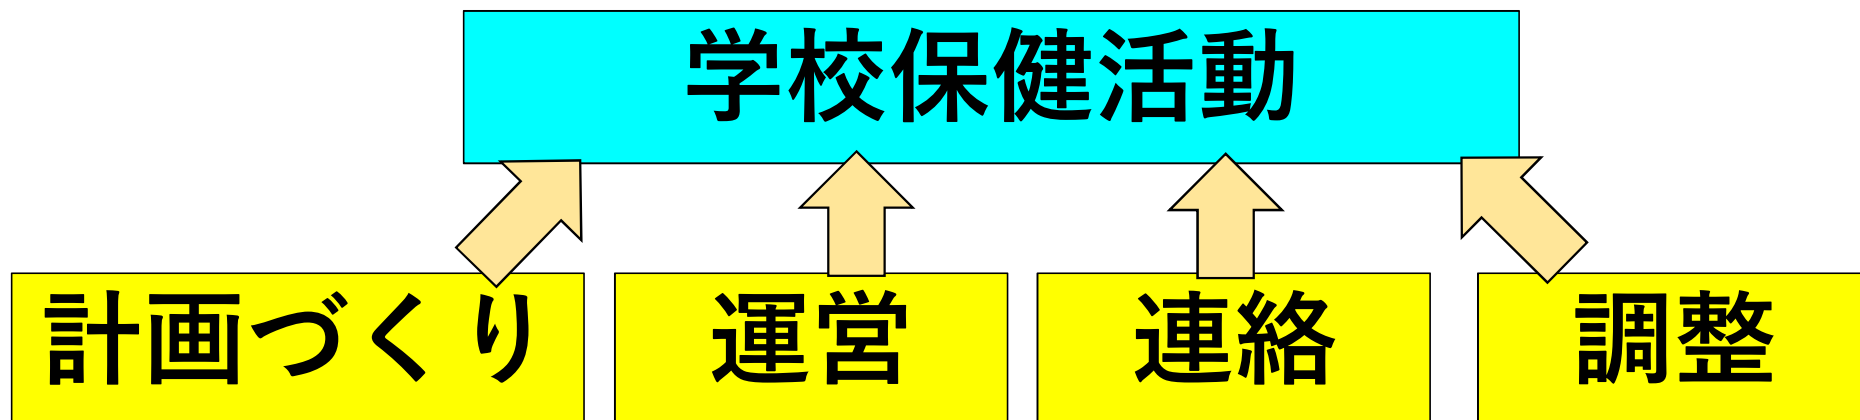 学校保健活動
計画づくり
運営
連絡
調整